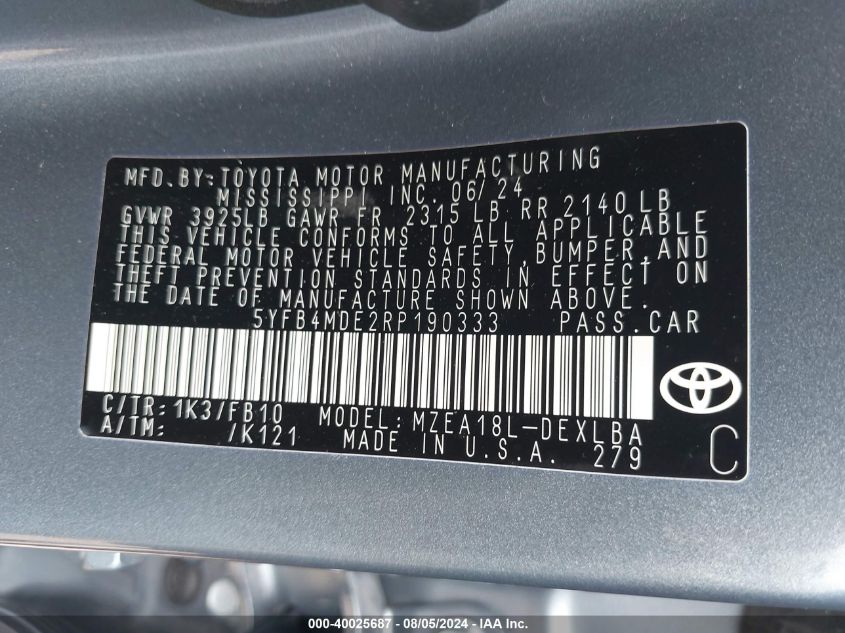 MFD. BY: TOYOTA MOTOR MANUFACTURING
MISSISSIPPI INC. 06/24
GVWR 3925LB GAWR FR 2315 LB RR 2140 LB
THIS VEHICLE CONFORMS TO ALL APPLICABLE
FEDERAL MOTOR VEHICLE SAFETY, BUMPER, AND
THEFT PREVENTION STANDARDS IN EFFECT ON
THE DATE OF MANUFACTURE SHOWN ABOVE.
5YFB4MDE2RP190333 PASS.CAR
C/TR: 1K3/FB10 MODEL: MZEA18L-DEXLBA
A/TM: /K121 MADE IN U.S.A. 279 C
000-40025687 - 08/05/2024 - IAA Inc.